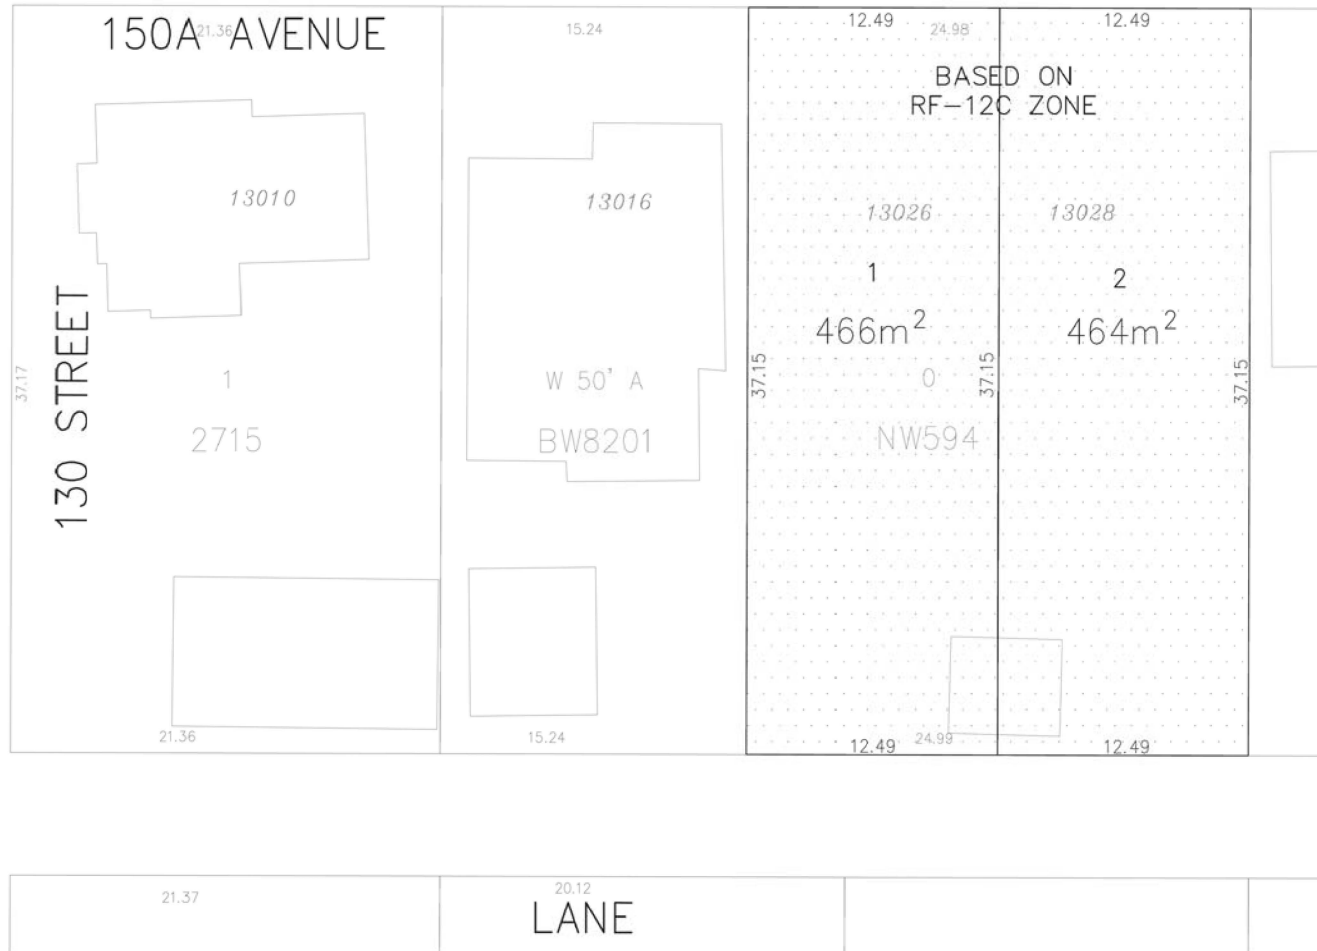 150A AVENUE
21.36
15.24
12.49
24.98
12.49
BASED ON
RF-12C ZONE
13010
13016
13026
13028
1
2
466m²
464m²
130 STREET
37.17
1
2715
W 50' A
BW8201
37.15
0
NW594
37.15
37.15
21.36
15.24
12.49
24.99
12.49
21.37
20.12
LANE